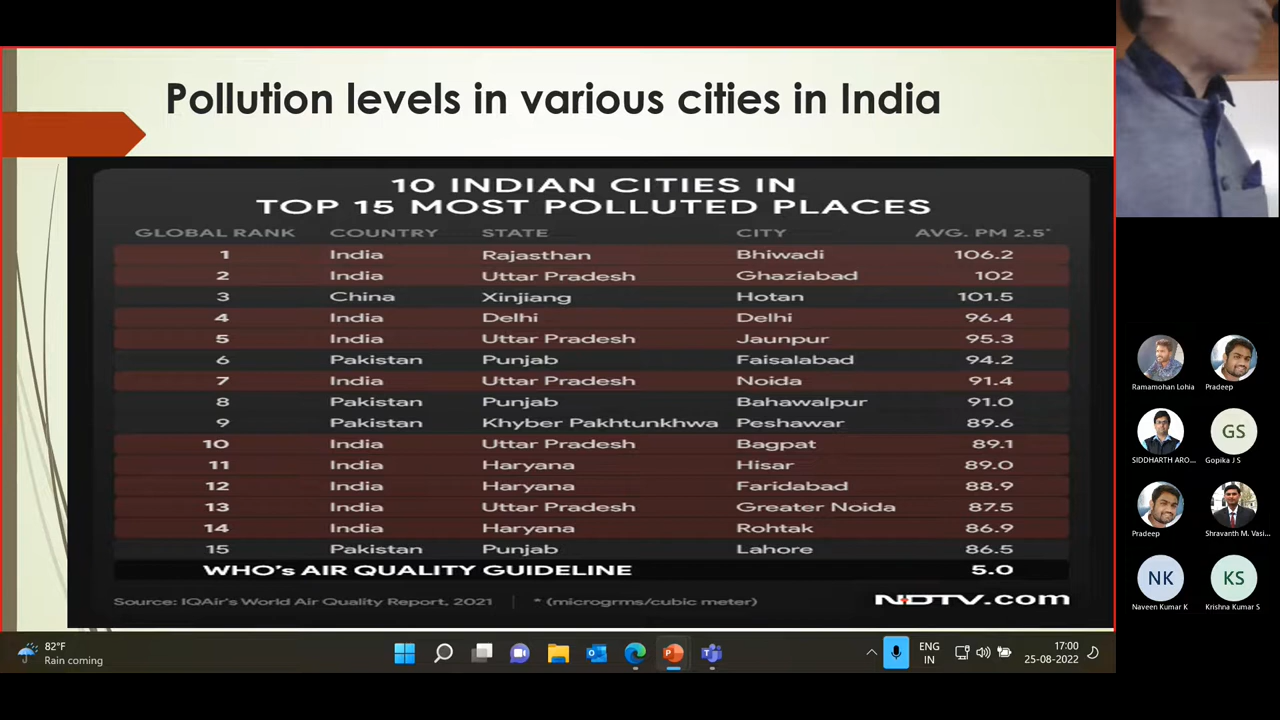 Pollution levels in various cities in India
10 INDIAN CITIES IN
TOP 15 MOST POLLUTED PLACES
GLOBAL RANK COUNTRY STATE CITY AVG. PM 2.5*
1 India Rajasthan Bhiwadi 106.2
2 India Uttar Pradesh Ghaziabad 102
3 China Xinjiang Hotan 101.5
4 India Delhi Delhi 96.4
5 India Uttar Pradesh Jaunpur 95.3
6 Pakistan Punjab Faisalabad 94.2
7 India Uttar Pradesh Noida 91.4
8 Pakistan Punjab Bahawalpur 91.0
9 Pakistan Khyber Pakhtunkhwa Peshawar 89.6
10 India Uttar Pradesh Bagpat 89.1
11 India Haryana Hisar 89.0
12 India Haryana Faridabad 88.9
13 India Uttar Pradesh Greater Noida 87.5
14 India Haryana Rohtak 86.9
15 Pakistan Punjab Lahore 86.5
WHO's AIR QUALITY GUIDELINE 5.0
Source: IQAir's World Air Quality Report, 2021 | * (microgrms/cubic meter)
NDTV.com
82°F
Rain coming
ENG
IN
17:00
25-08-2022
Ramamohan Lohia Pradeep
GS
SIDDHARTH ARO... Gopika J S
Pradeep Shravanth M. Vasi...
NK KS
Naveen Kumar K Krishna Kumar S